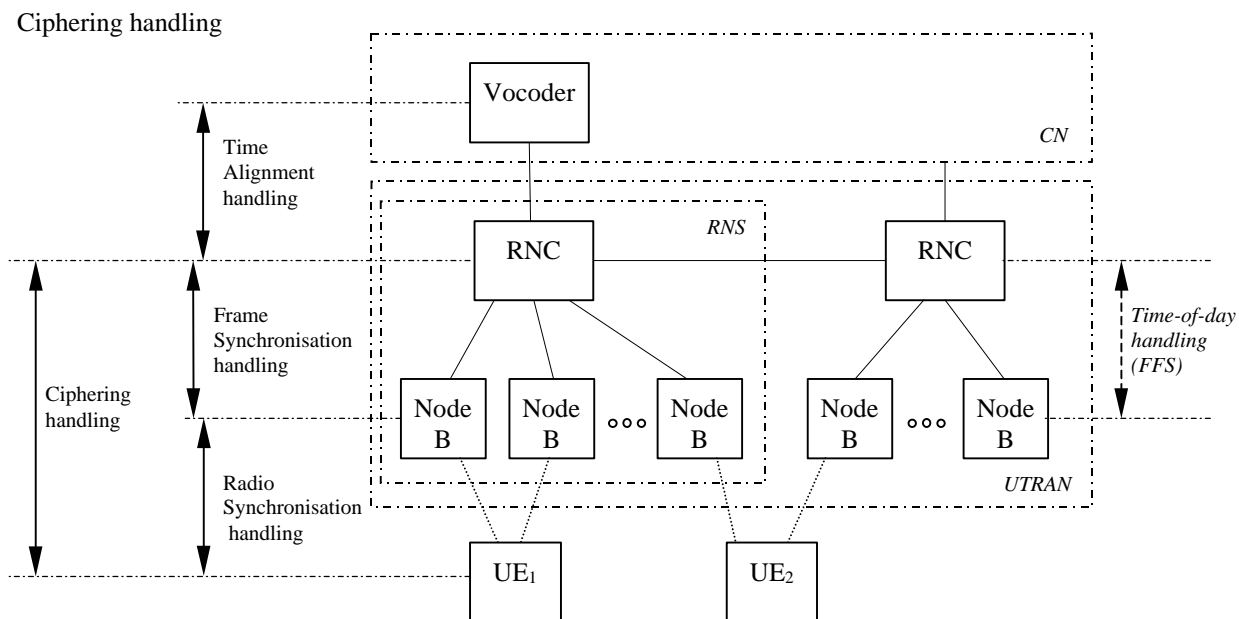 Ciphering handling
Vocoder
CN
Time
Alignment
handling
RNS
RNC
RNC
Frame
Synchronisation
handling
Time-of-day
handling
(FFS)
Ciphering
handling
Node
B
Node
B
Node
B
Node
B
Node
B
Radio
Synchronisation
handling
UTRAN
UE₁
UE₂